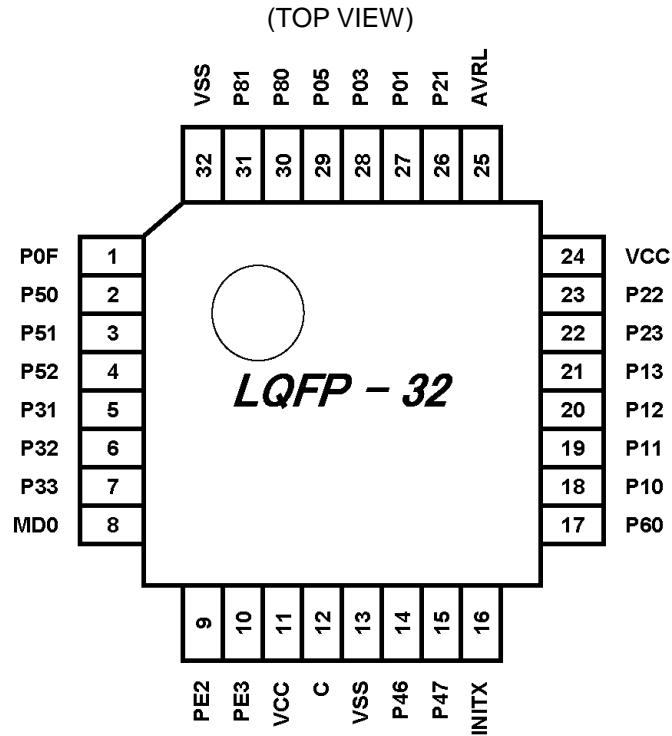 (TOP VIEW)
VSS P81 P80 P05 P03 P01 P21 AVRL
32 31 30 29 28 27 26 25
P0F 1 24 VCC
P50 2 23 P22
P51 3 22 P23
P52 4 21 P13
P31 5 20 P12
P32 6 19 P11
P33 7 18 P10
MD0 8 17 P60
LQFP - 32
9 10 11 12 13 14 15 16
PE2 PE3 VCC C VSS P46 P47 INITX